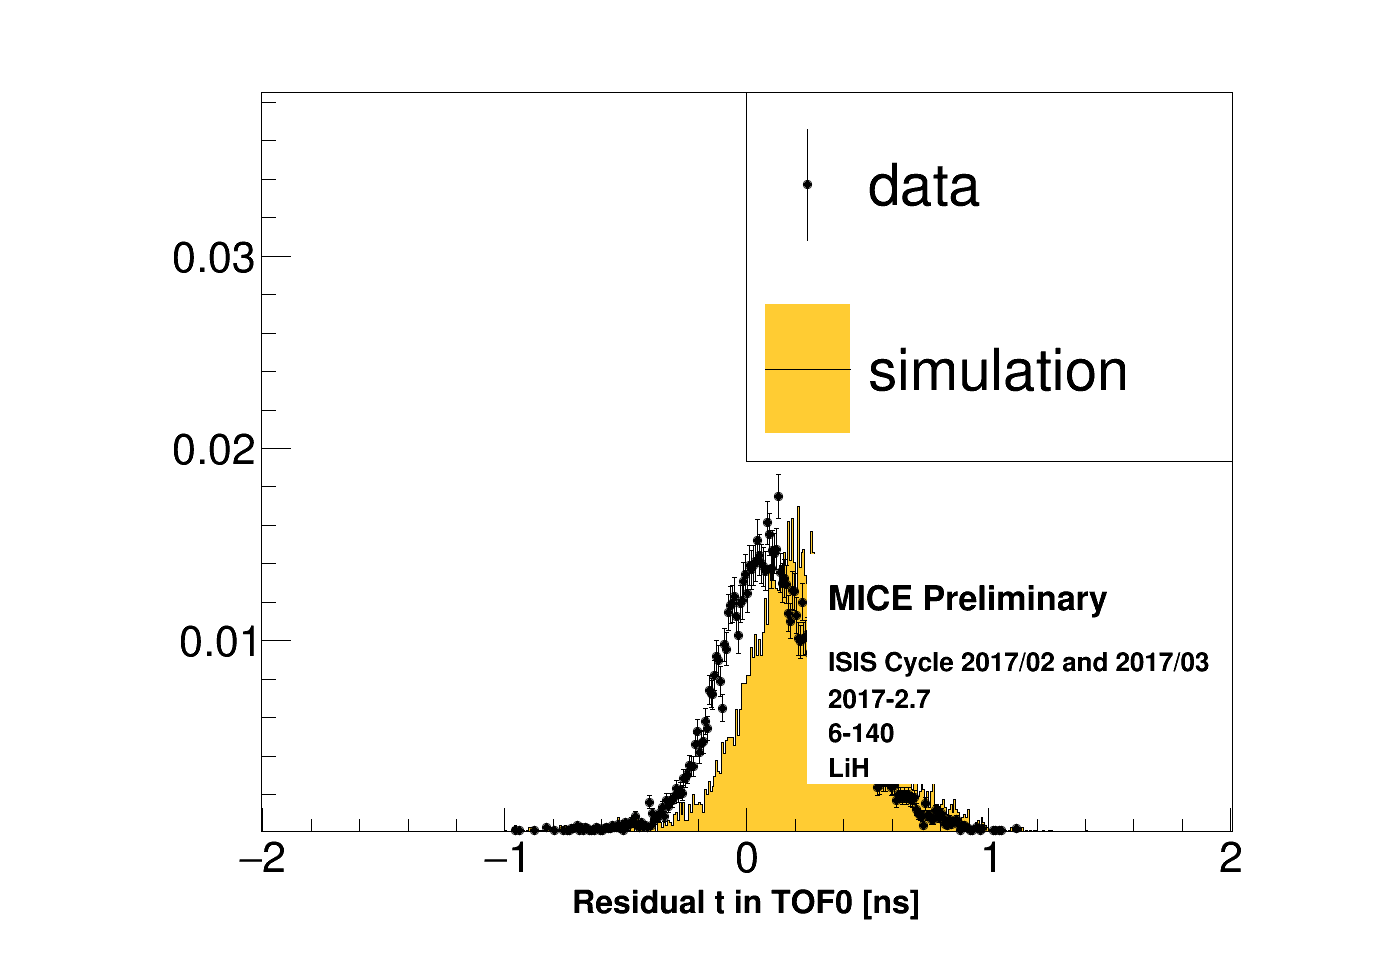 data
simulation
0.03
0.02
0.01
MICE Preliminary
ISIS Cycle 2017/02 and 2017/03
2017-2.7
6-140
LiH
−2 −1 0 1 2
Residual t in TOF0 [ns]